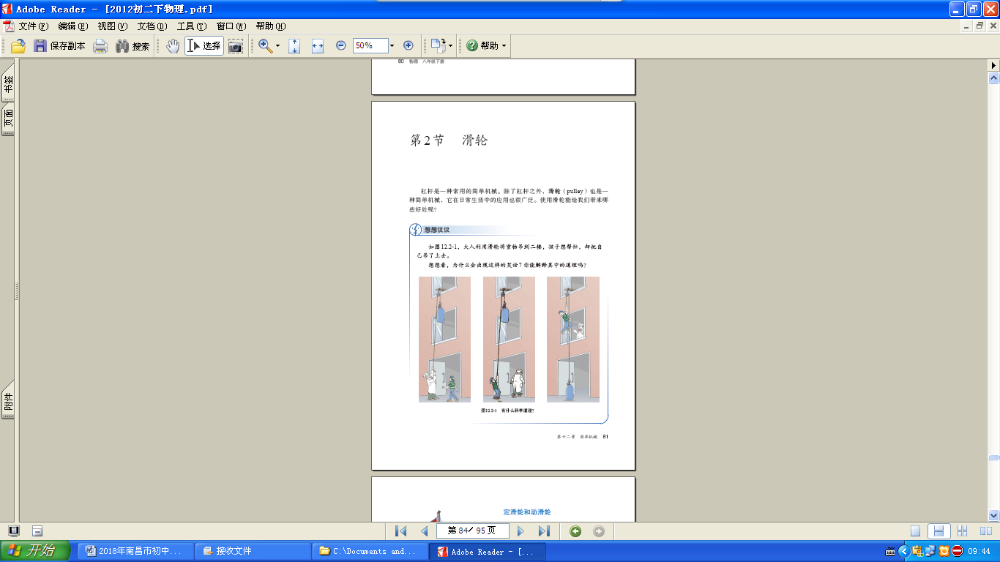 Adobe Reader - [2012初二下物理.pdf]
文件(F) 编辑(E) 视图(V) 文档(D) 工具(T) 窗口(W) 帮助(H)
保存副本 搜索 选择 50% 帮助
书签
页面
附件
80 物理 八年级下册
第2节 滑轮
杠杆是一种常用的简单机械。除了杠杆之外，滑轮（pulley）也是一
种简单机械，它在日常生活中的应用也很广泛。使用滑轮能给我们带来哪
些好处呢？
想想议议
如图12.2-1，大人利用滑轮将重物吊到二楼，孩子想帮忙，却把自
己吊了上去。
想想看，为什么会出现这样的笑话？你能解释其中的道理吗？
图12.2-1 有什么科学道理？
第十二章 简单机械 81
定滑轮和动滑轮
第 84/ 95 页
开始 2018年南昌市初中... 接收文件 C:\Documents and... Adobe Reader - [... 09:44